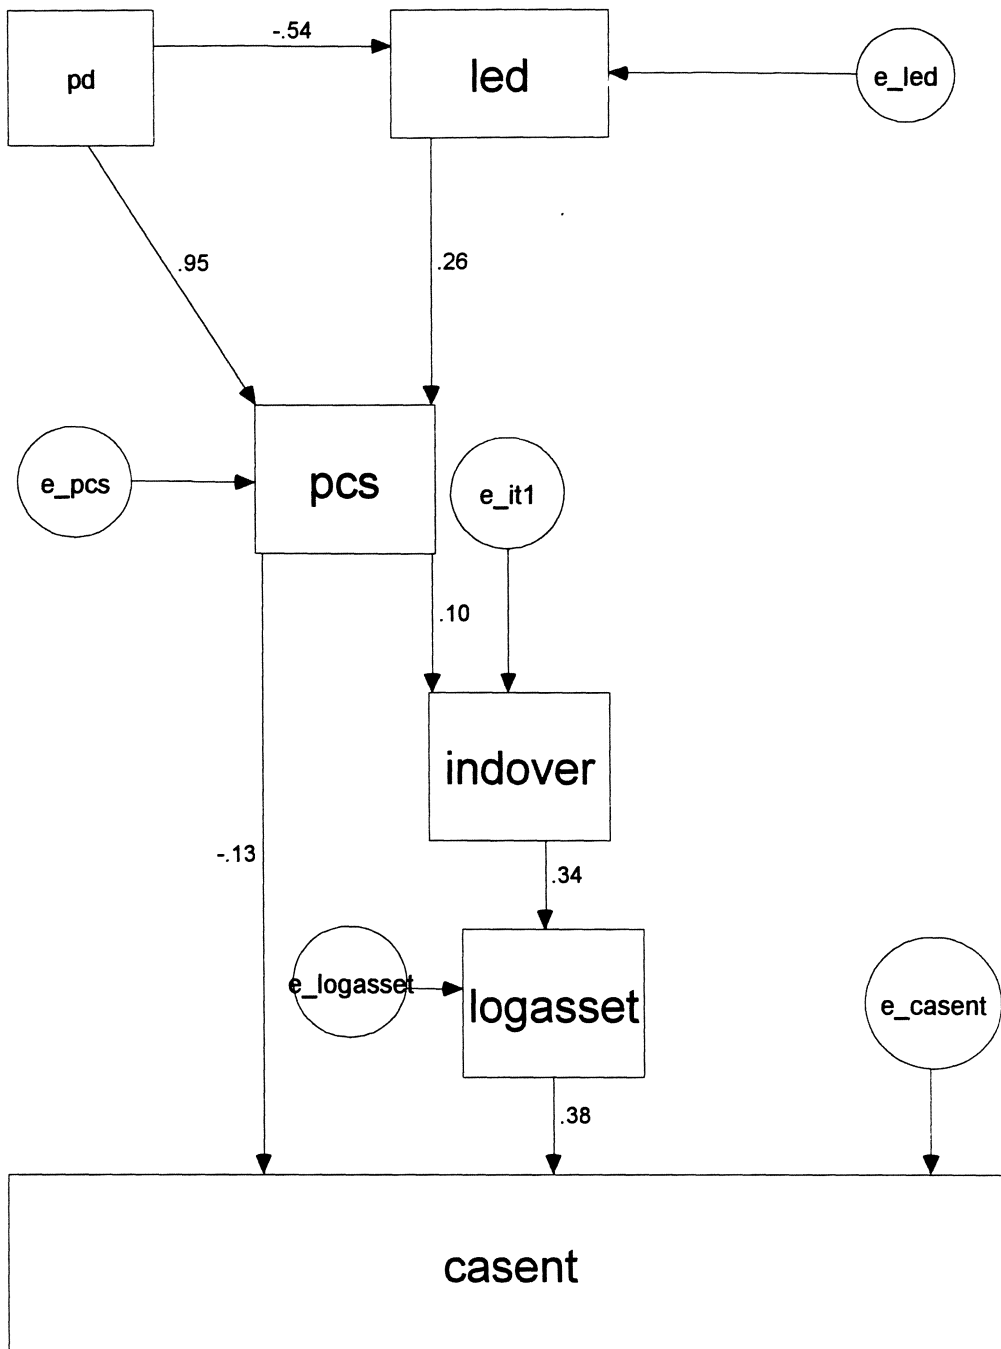 -.54
pd
led
e_led
.95
.26
e_pcs
pcs
e_it1
.10
indover
-.13
.34
e_logasset
logasset
e_casent
.38
casent